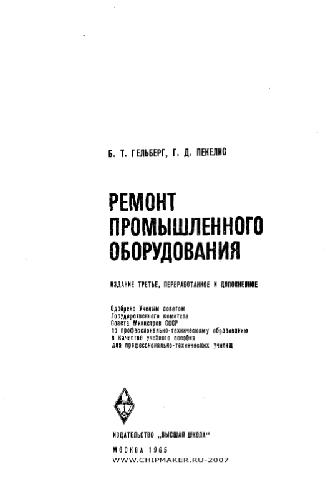 Б. Т. ГЕЛЬБЕРГ, Г. Д. ПЕКЕЛИС
РЕМОНТ
ПРОМЫШЛЕННОГО
ОБОРУДОВАНИЯ
ИЗДАНИЕ ТРЕТЬЕ, ПЕРЕРАБОТАННОЕ И ДОПОЛНЕННОЕ
Одобрено Ученым советом
Государственного комитета
Совета Министров СССР
по профессионально-техническому образованию
в качестве учебного пособия
для профессионально-технических училищ
ИЗДАТЕЛЬСТВО „ВЫСШАЯ ШКОЛА“
МОСКВА 1965
WWW.CHIPMAKER.RU-2007